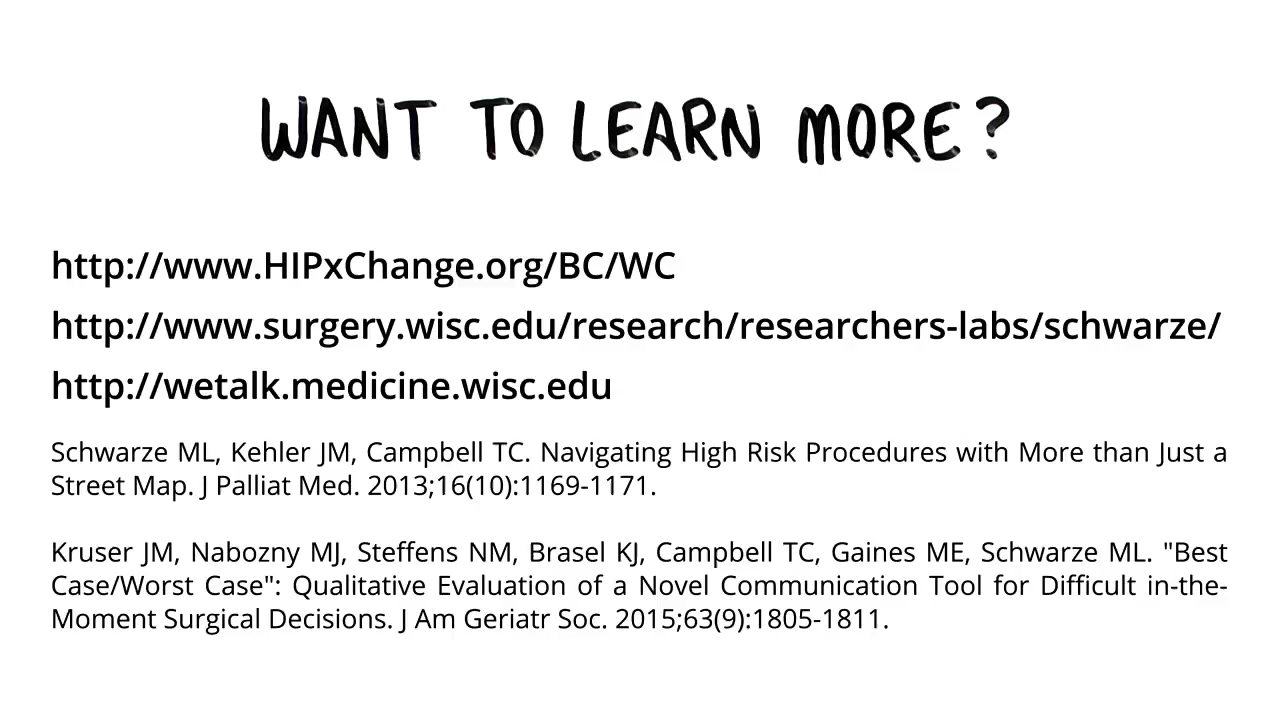 WANT TO LEARN MORE?
http://www.HIPxChange.org/BC/WC
http://www.surgery.wisc.edu/research/researchers-labs/schwarze/
http://wetalk.medicine.wisc.edu
Schwarze ML, Kehler JM, Campbell TC. Navigating High Risk Procedures with More than Just a
Street Map. J Palliat Med. 2013;16(10):1169-1171.
Kruser JM, Nabozny MJ, Steffens NM, Brasel KJ, Campbell TC, Gaines ME, Schwarze ML. "Best
Case/Worst Case": Qualitative Evaluation of a Novel Communication Tool for Difficult in-the-
Moment Surgical Decisions. J Am Geriatr Soc. 2015;63(9):1805-1811.